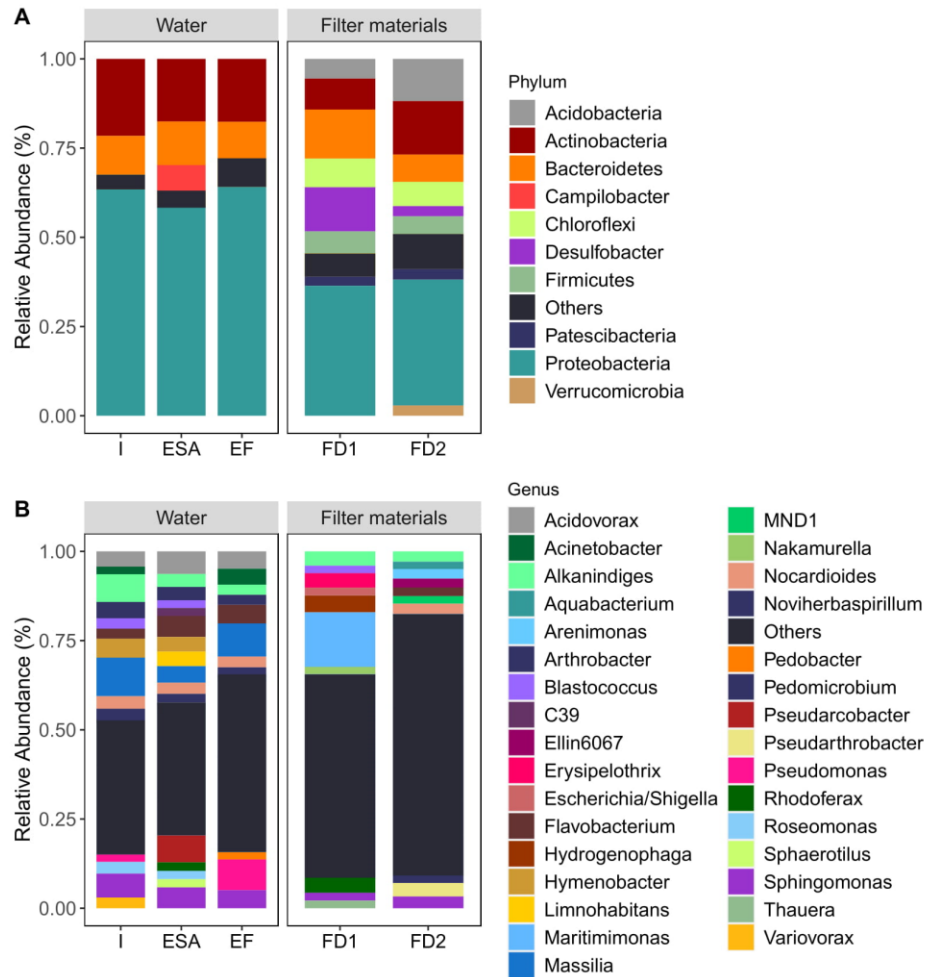 A
Water
Filter materials
Relative Abundance (%)
1.00
0.75
0.50
0.25
0.00
I
ESA
EF
FD1
FD2
Phylum
Acidobacteria
Actinobacteria
Bacteroidetes
Campilobacter
Chloroflexi
Desulfobacter
Firmicutes
Others
Patescibacteria
Proteobacteria
Verrucomicrobia
B
Water
Filter materials
Relative Abundance (%)
1.00
0.75
0.50
0.25
0.00
I
ESA
EF
FD1
FD2
Genus
Acidovorax
Acinetobacter
Alkanindiges
Aquabacterium
Arenimonas
Arthrobacter
Blastococcus
C39
Ellin6067
Erysipelothrix
Escherichia/Shigella
Flavobacterium
Hydrogenophaga
Hymenobacter
Limnohabitans
Maritimimonas
Massilia
MND1
Nakamurella
Nocardioides
Noviherbaspirillum
Others
Pedobacter
Pedomicrobium
Pseudarcobacter
Pseudarthrobacter
Pseudomonas
Rhodoferax
Roseomonas
Sphaerotilus
Sphingomonas
Thauera
Variovorax